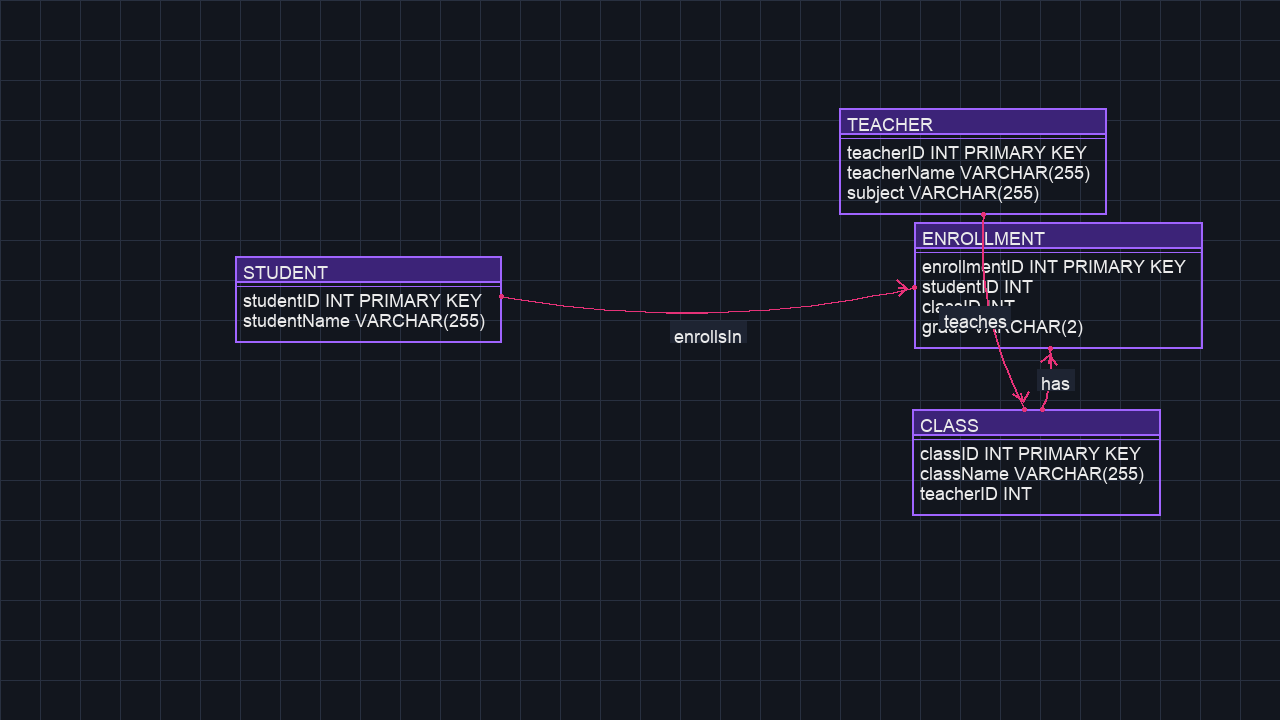 TEACHER
teacherID INT PRIMARY KEY
teacherName VARCHAR(255)
subject VARCHAR(255)
ENROLLMENT
enrollmentID INT PRIMARY KEY
studentID INT
classID INT
grade VARCHAR(2)
teaches
STUDENT
studentID INT PRIMARY KEY
studentName VARCHAR(255)
enrollsIn
has
CLASS
classID INT PRIMARY KEY
className VARCHAR(255)
teacherID INT